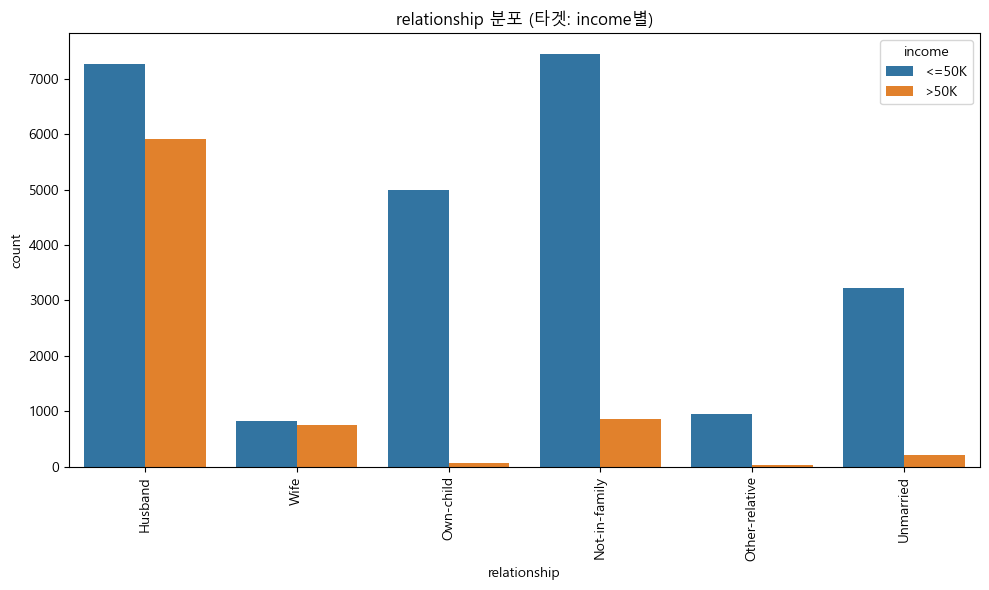 relationship 분포 (타겟: income별)
income
<=50K
>50K
7000
6000
5000
4000
3000
2000
1000
0
count
Husband
Wife
Own-child
Not-in-family
Other-relative
Unmarried
relationship